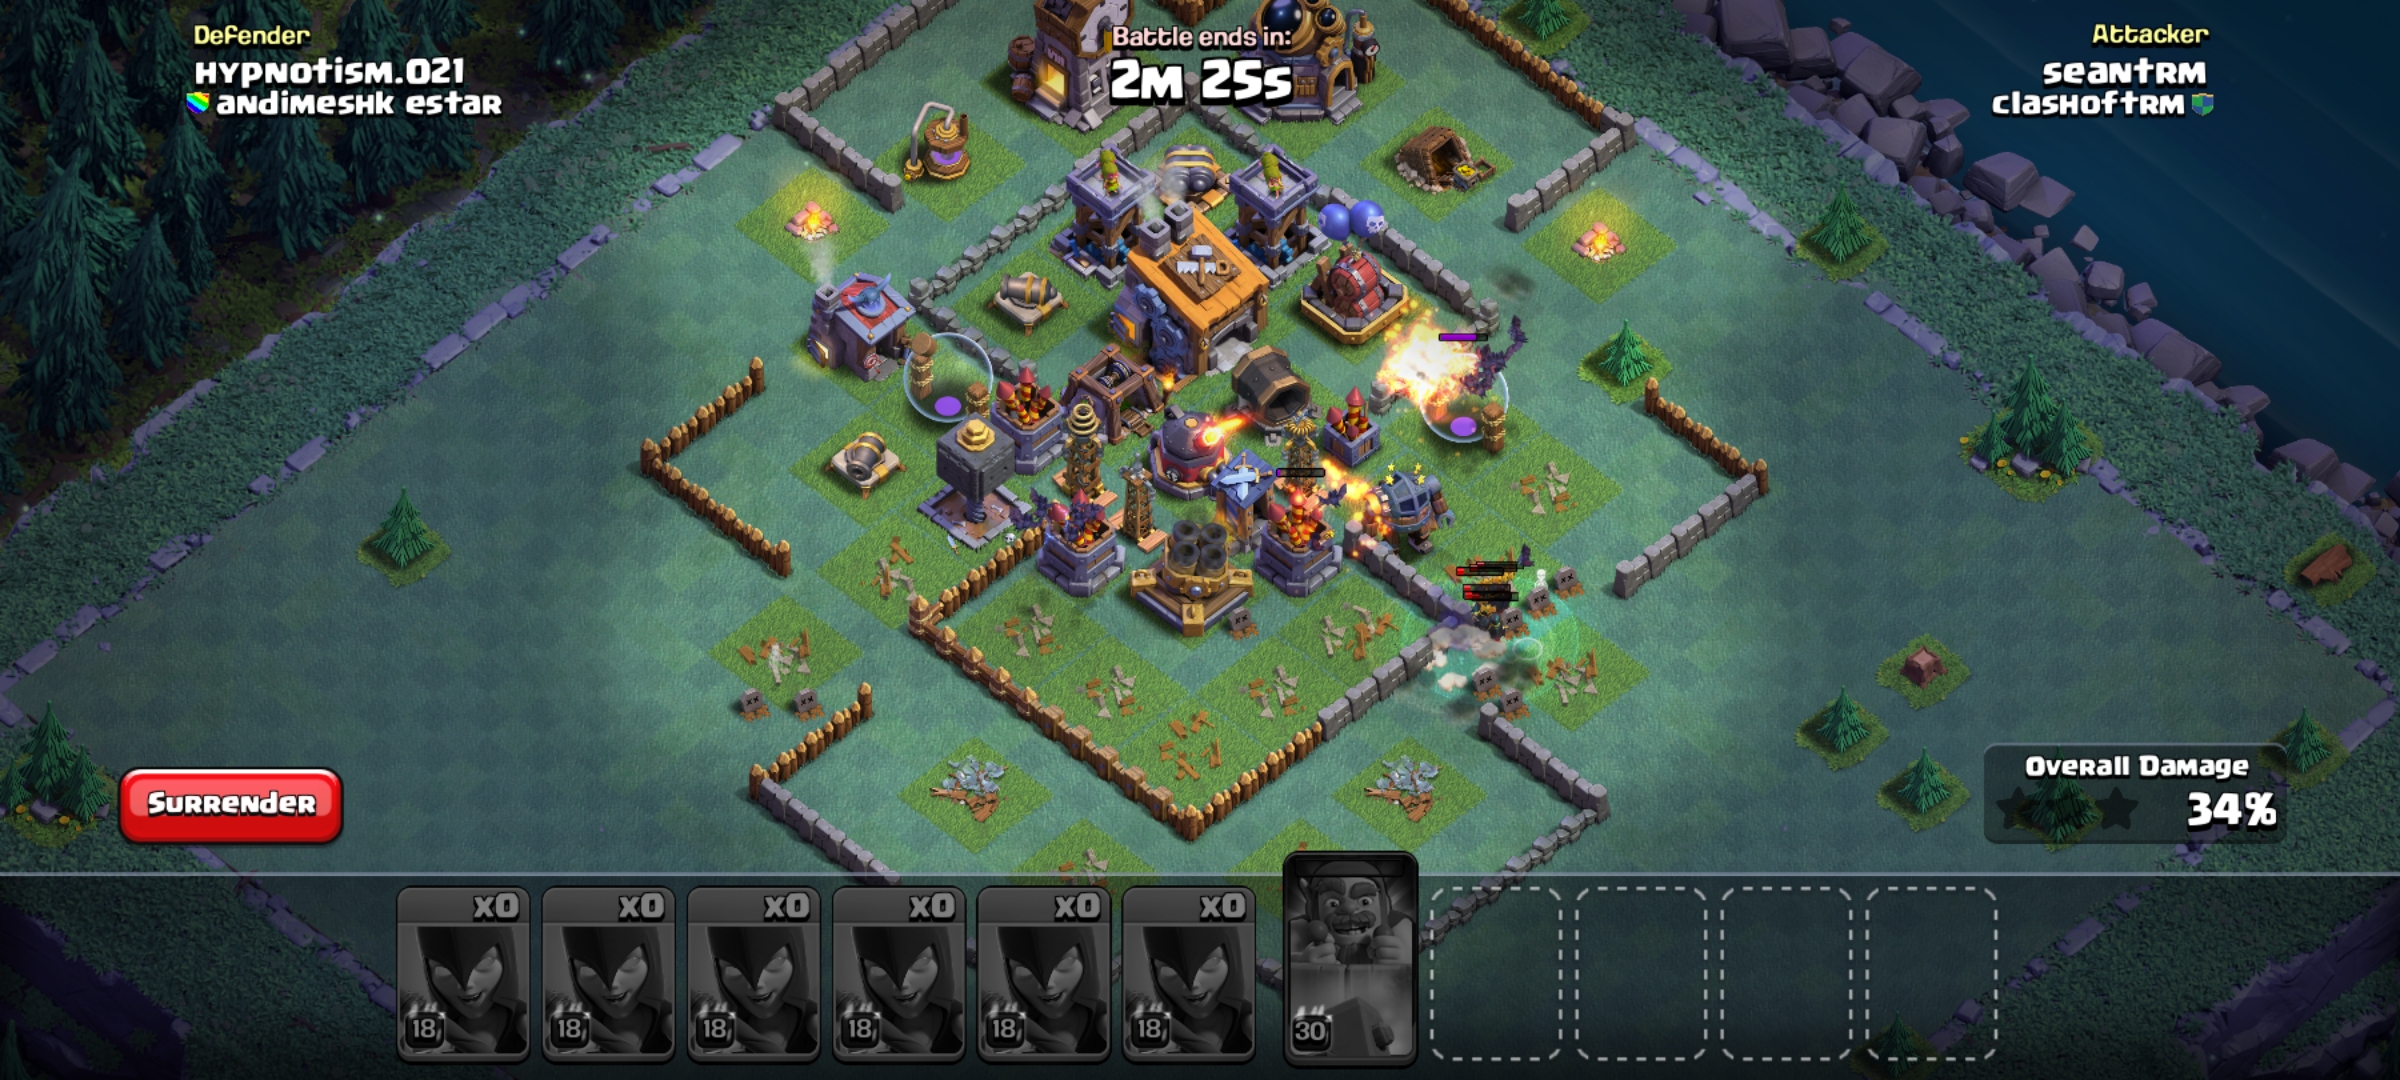 Defender
HYPNOTISM.021
andimeshk estar
Battle ends in:
2M 25s
Attacker
seantRM
clashoftRM
Surrender
Overall Damage
34%
x0
x0
x0
x0
x0
x0
18
18
18
18
18
18
30